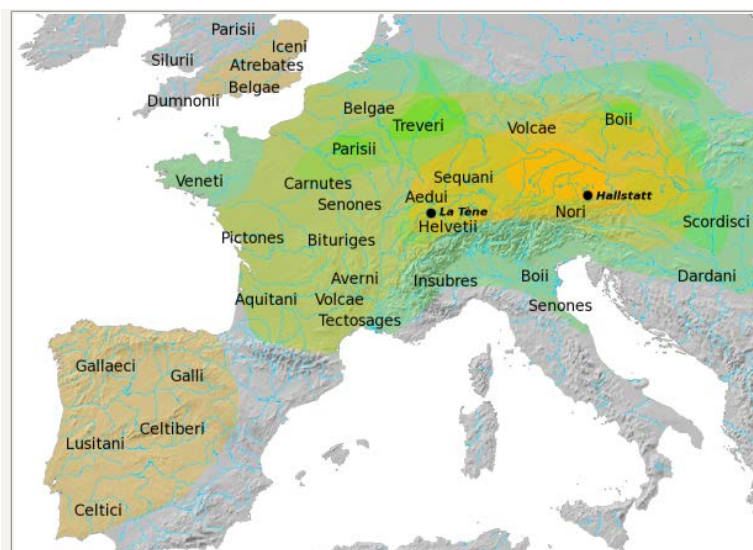 Parisii
Iceni
Silurii
Atrebates
Belgae
Dumnonii
Belgae
Treveri
Volcae
Boii
Parisii
Veneti
Carnutes
Sequani
Senones
Aedui
Hallstatt
La Tène
Nori
Helvetii
Scordisci
Pictones
Bituriges
Averni
Insubres
Boii
Dardani
Aquitani
Volcae
Tectosages
Senones
Gallaeci
Galli
Celtiberi
Lusitani
Celtici